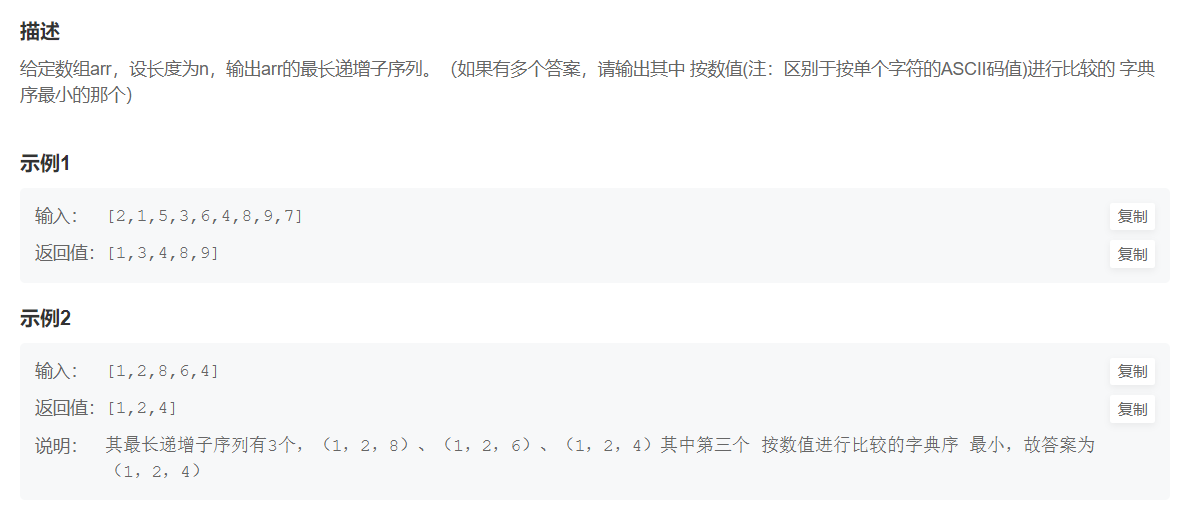 描述
给定数组arr，设长度为n，输出arr的最长递增子序列。（如果有多个答案，请输出其中 按数值(注：区别于按单个字符的ASCII码值)进行比较的 字典
序最小的那个）
示例1
输入： [2,1,5,3,6,4,8,9,7] 复制
返回值： [1,3,4,8,9] 复制
示例2
输入： [1,2,8,6,4] 复制
返回值： [1,2,4] 复制
说明： 其最长递增子序列有3个，（1，2，8）、（1，2，6）、（1，2，4）其中第三个 按数值进行比较的字典序 最小，故答案为
（1，2，4）